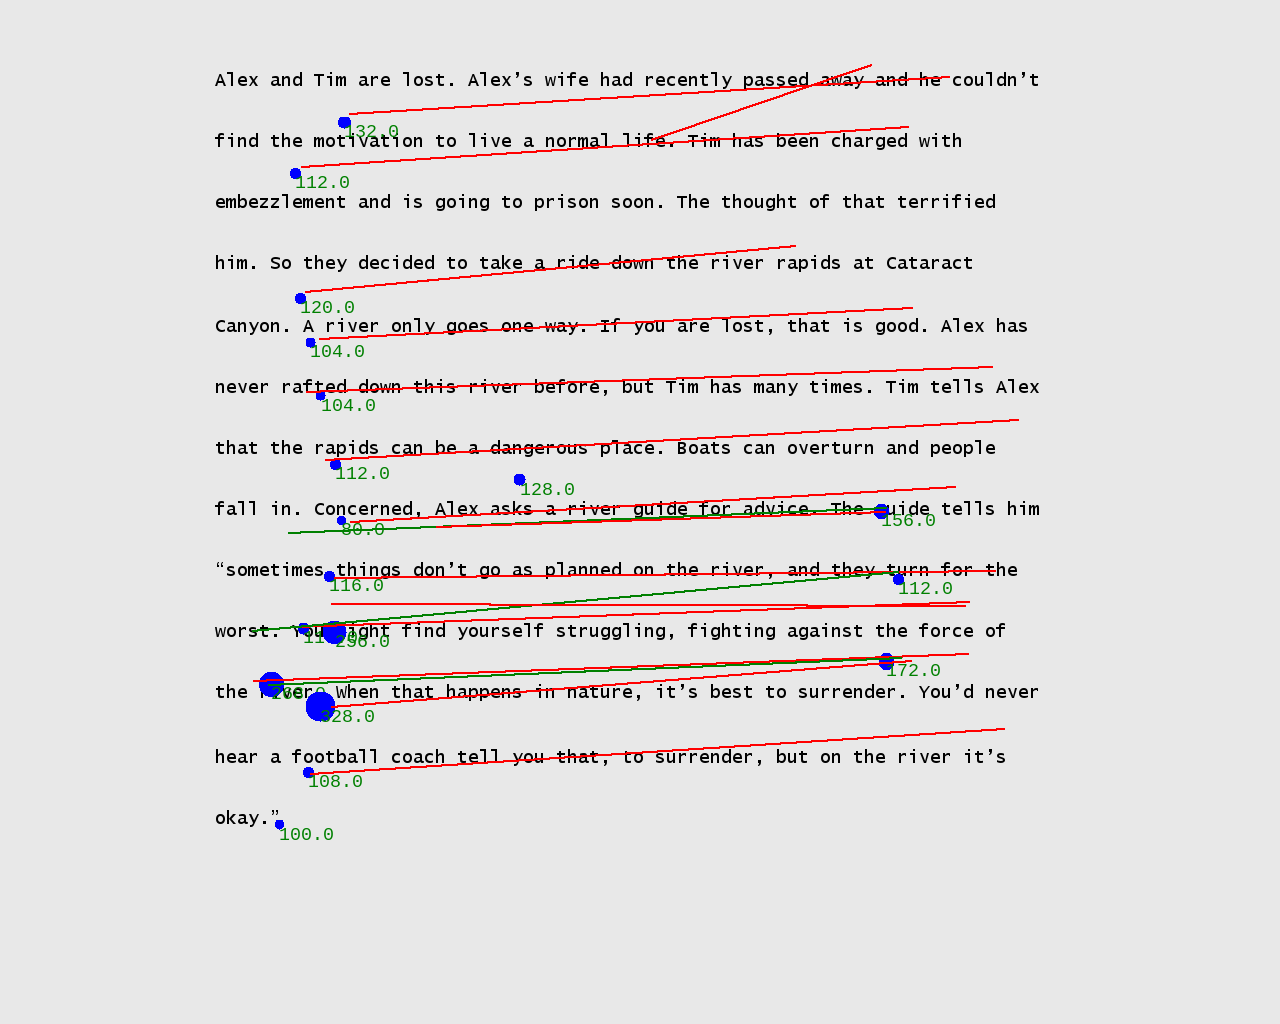 Alex and Tim are lost. Alex’s wife had recently passed away and he couldn’t
132.0
find the motivation to live a normal life. Tim has been charged with
112.0
embezzlement and is going to prison soon. The thought of that terrified
him. So they decided to take a ride down the river rapids at Cataract
120.0
Canyon. A river only goes one way. If you are lost, that is good. Alex has
104.0
never rafted down this river before, but Tim has many times. Tim tells Alex
104.0
that the rapids can be a dangerous place. Boats can overturn and people
112.0
128.0
fall in. Concerned, Alex asks a river guide for advice. The guide tells him
80.0 156.0
“sometimes things don’t go as planned on the river, and they turn for the
116.0 112.0
worst. You might find yourself struggling, fighting against the force of
256.0
172.0
the river. When that happens in nature, it’s best to surrender. You’d never
328.0
hear a football coach tell you that, to surrender, but on the river it’s
108.0
okay.”
100.0